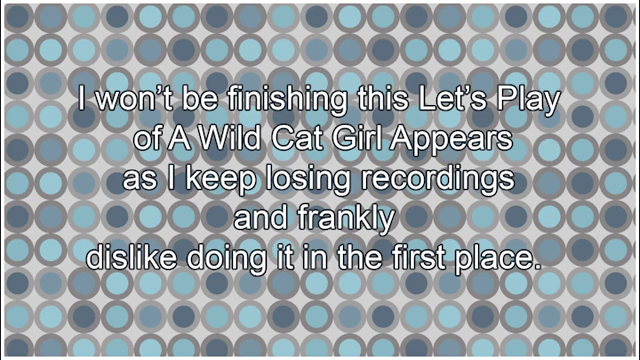 I won't be finishing this Let's Play
of A Wild Cat Girl Appears
as I keep losing recordings
and frankly
dislike doing it in the first place.